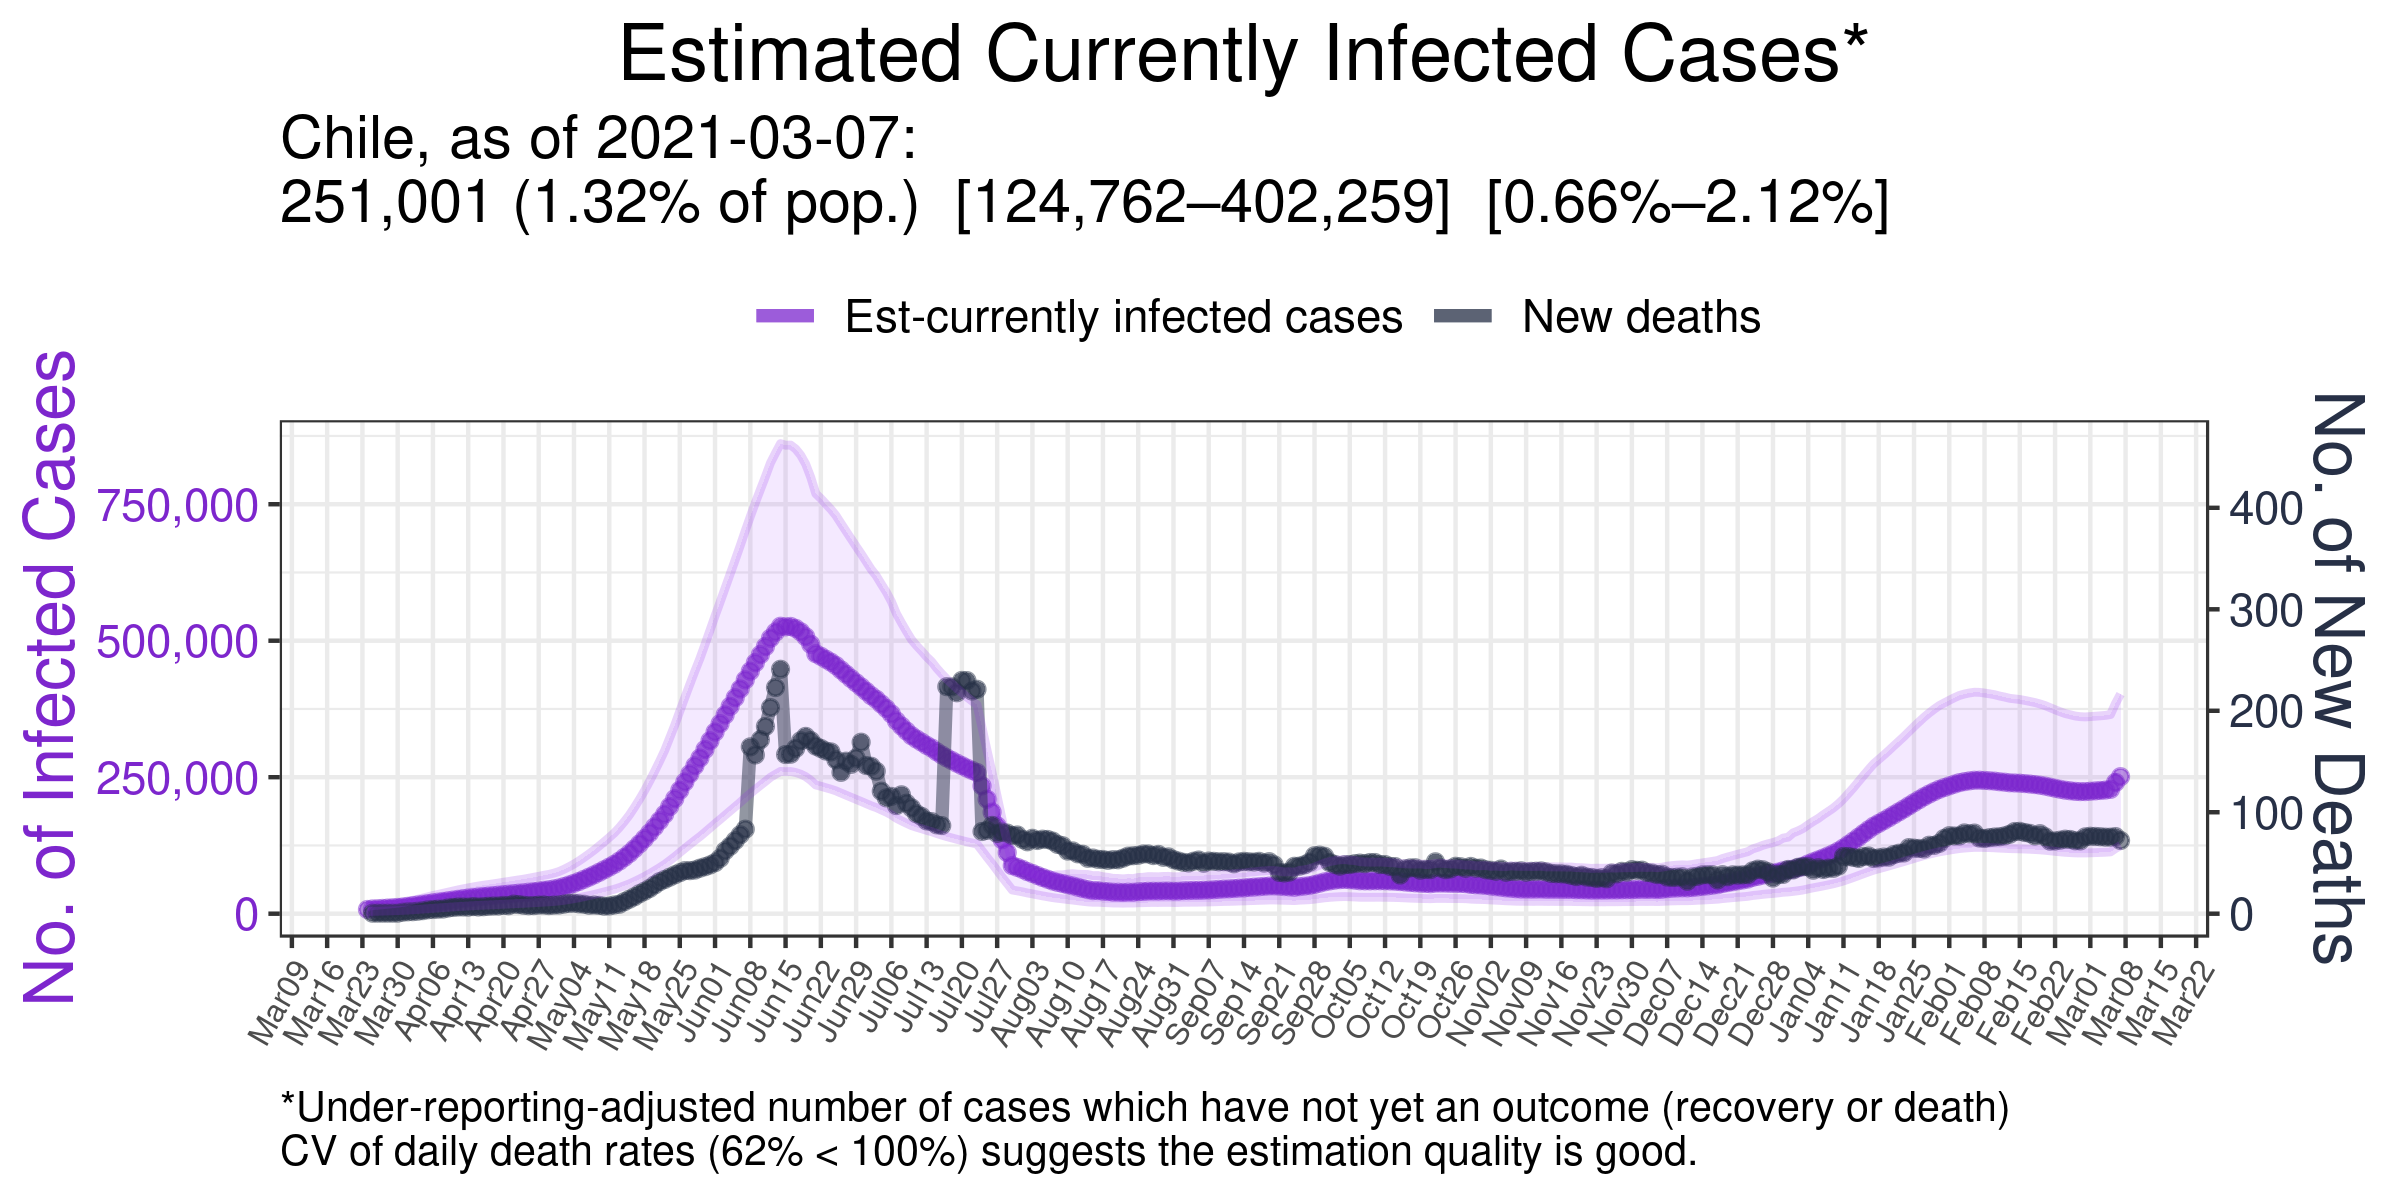 Estimated Currently Infected Cases*
Chile, as of 2021-03-07:
251,001 (1.32% of pop.)  [124,762–402,259]  [0.66%–2.12%]
Est-currently infected cases
New deaths
No. of Infected Cases
750,000
500,000
250,000
0
400
300
200
100
0
No. of New Deaths
Mar09
Mar16
Mar23
Mar30
Apr06
Apr13
Apr20
Apr27
May04
May11
May18
May25
Jun01
Jun08
Jun15
Jun22
Jun29
Jul06
Jul13
Jul20
Jul27
Aug03
Aug10
Aug17
Aug24
Aug31
Sep07
Sep14
Sep21
Sep28
Oct05
Oct12
Oct19
Oct26
Nov02
Nov09
Nov16
Nov23
Nov30
Dec07
Dec14
Dec21
Dec28
Jan04
Jan11
Jan18
Jan25
Feb01
Feb08
Feb15
Feb22
Mar01
Mar08
Mar15
Mar22
*Under-reporting-adjusted number of cases which have not yet an outcome (recovery or death)
CV of daily death rates (62% < 100%) suggests the estimation quality is good.